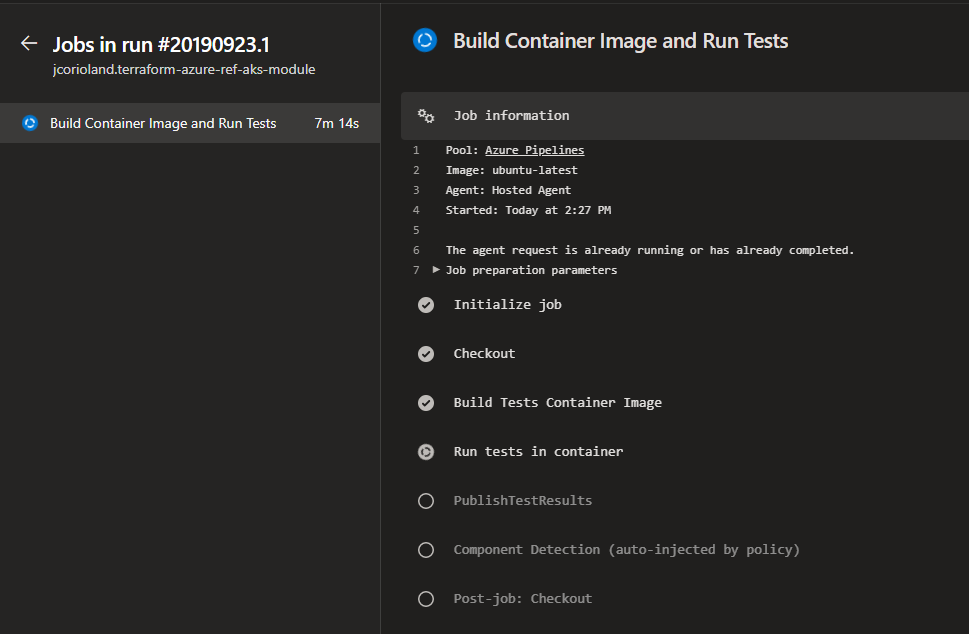 Jobs in run #20190923.1
jcorioland.terraform-azure-ref-aks-module
Build Container Image and Run Tests 7m 14s
Build Container Image and Run Tests
Job information
1 Pool: Azure Pipelines
2 Image: ubuntu-latest
3 Agent: Hosted Agent
4 Started: Today at 2:27 PM
5
6 The agent request is already running or has already completed.
7 Job preparation parameters
Initialize job
Checkout
Build Tests Container Image
Run tests in container
PublishTestResults
Component Detection (auto-injected by policy)
Post-job: Checkout